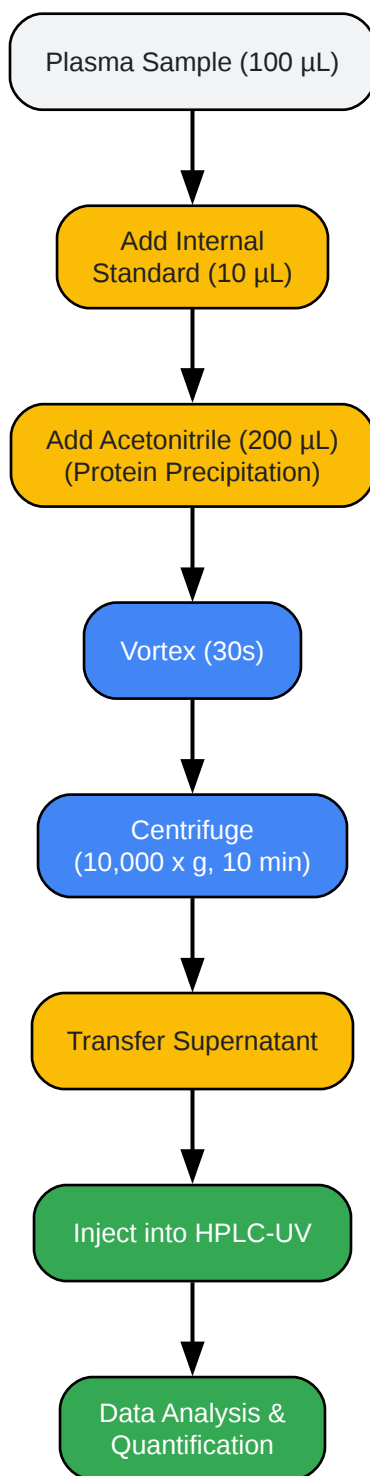 Plasma Sample (100 µL)
Add Internal
Standard (10 µL)
Add Acetonitrile (200 µL)
(Protein Precipitation)
Vortex (30s)
Centrifuge
(10,000 x g, 10 min)
Transfer Supernatant
Inject into HPLC-UV
Data Analysis &
Quantification